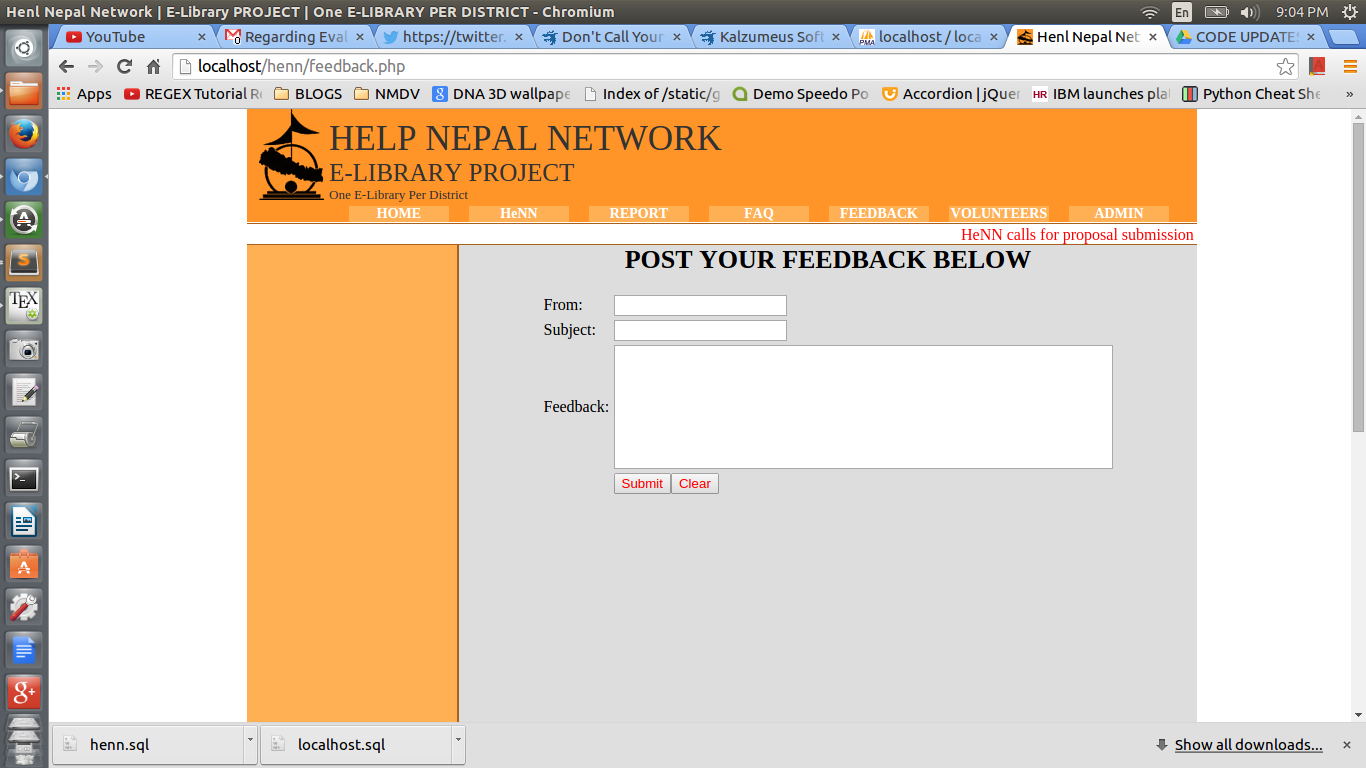 Henl Nepal Network | E-Library PROJECT | One E-LIBRARY PER DISTRICT - Chromium
En
9:04 PM
YouTube
Regarding Eval
https://twitter.
Don't Call Your
Kalzumeus Soft
localhost / loca
Henl Nepal Net
CODE UPDATES
localhost/henn/feedback.php
Apps
REGEX Tutorial Re
BLOGS
NMDV
DNA 3D wallpape
Index of /static/g
Demo Speedo Po
Accordion | jQuer
HR IBM launches plat
Python Cheat She
»
HELP NEPAL NETWORK
E-LIBRARY PROJECT
One E-Library Per District
HOME
HeNN
REPORT
FAQ
FEEDBACK
VOLUNTEERS
ADMIN
HeNN calls for proposal submission
POST YOUR FEEDBACK BELOW
From:
Subject:
Feedback:
Submit
Clear
henn.sql
localhost.sql
Show all downloads...